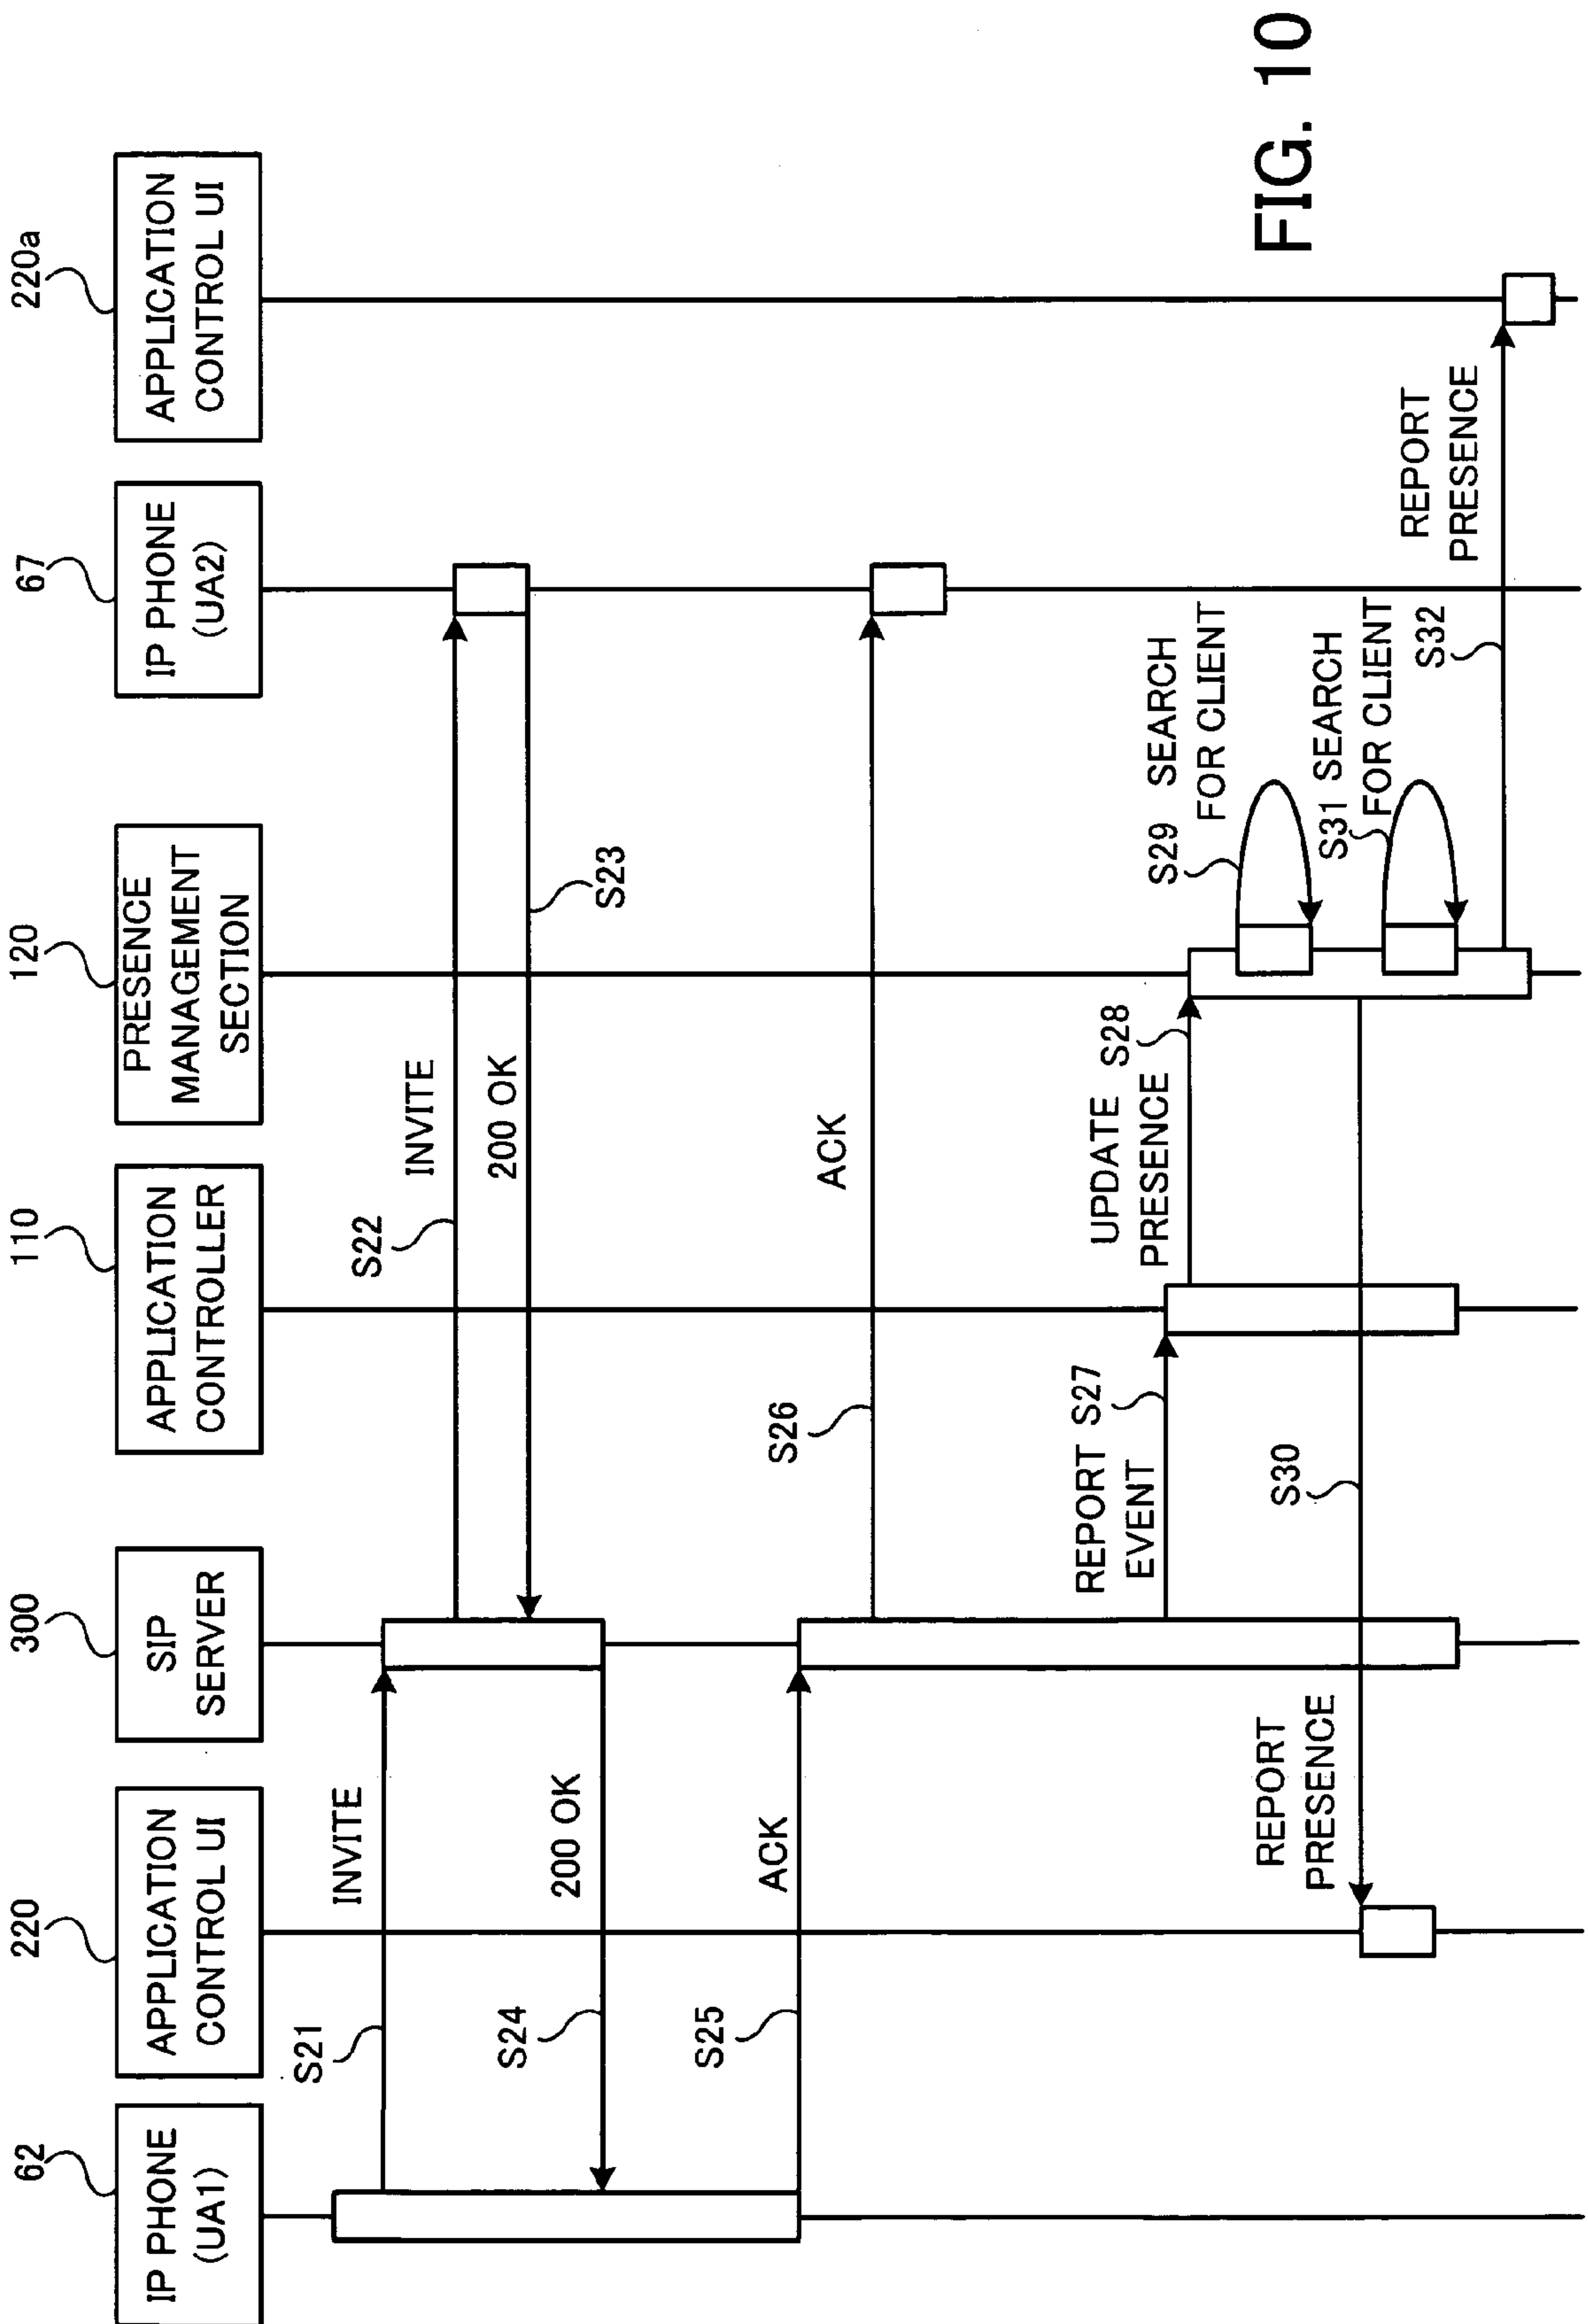 62
IP PHONE
(UA1)
220
APPLICATION
CONTROL UI
300
SIP
SERVER
110
APPLICATION
CONTROLLER
120
PRESENCE
MANAGEMENT
SECTION
67
IP PHONE
(UA2)
220a
APPLICATION
CONTROL UI
S21
INVITE
S22
INVITE
200 OK
S23
S24
200 OK
S25
ACK
S26
ACK
REPORT
EVENT
S27
UPDATE
PRESENCE
S28
S29
SEARCH
FOR CLIENT
S30
REPORT
PRESENCE
S31
SEARCH
FOR CLIENT
S32
REPORT
PRESENCE
FIG. 10